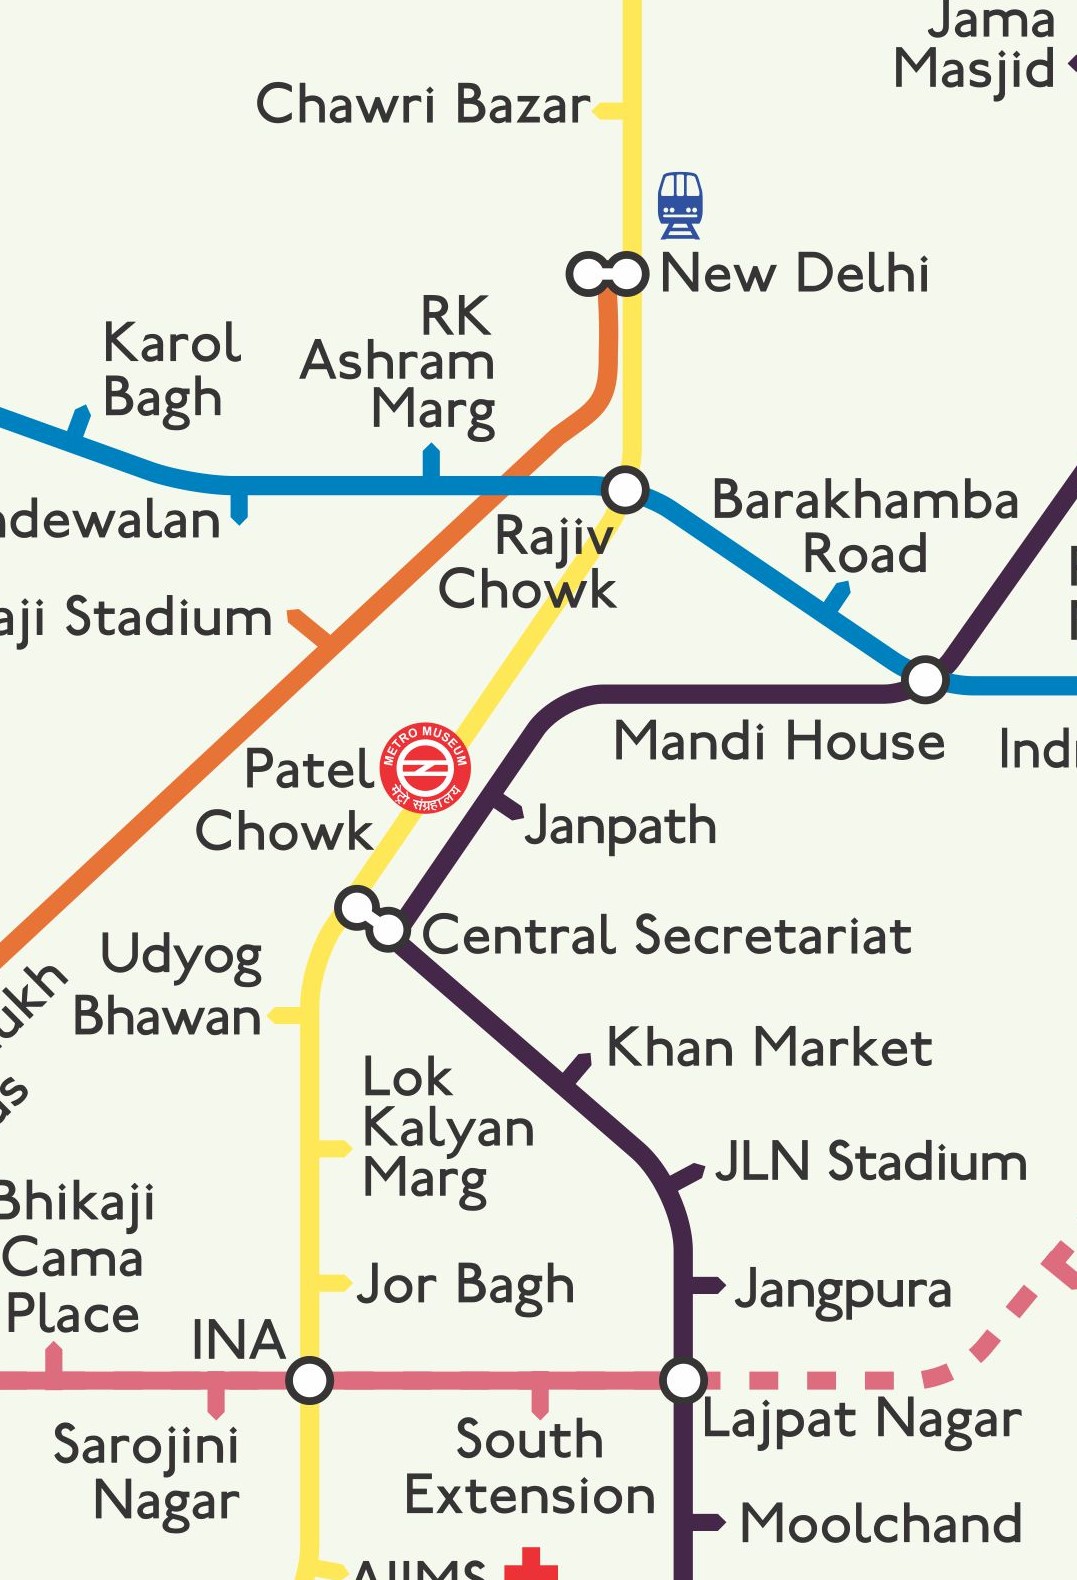 Jama
Masjid
Chawri Bazar
New Delhi
RK
Ashram
Marg
Karol
Bagh
ndewalan
Rajiv
Chowk
Barakhamba
Road
aji Stadium
Mandi House
Ind
METRO MUSEUM
मेट्रो संग्रहालय
Patel
Chowk
Janpath
Central Secretariat
Udyog
Bhawan
ukh
as
Khan Market
Lok
Kalyan
Marg
JLN Stadium
Bhikaji
Cama
Place
Jor Bagh
Jangpura
INA
Lajpat Nagar
Sarojini
Nagar
South
Extension
Moolchand
AIIMS